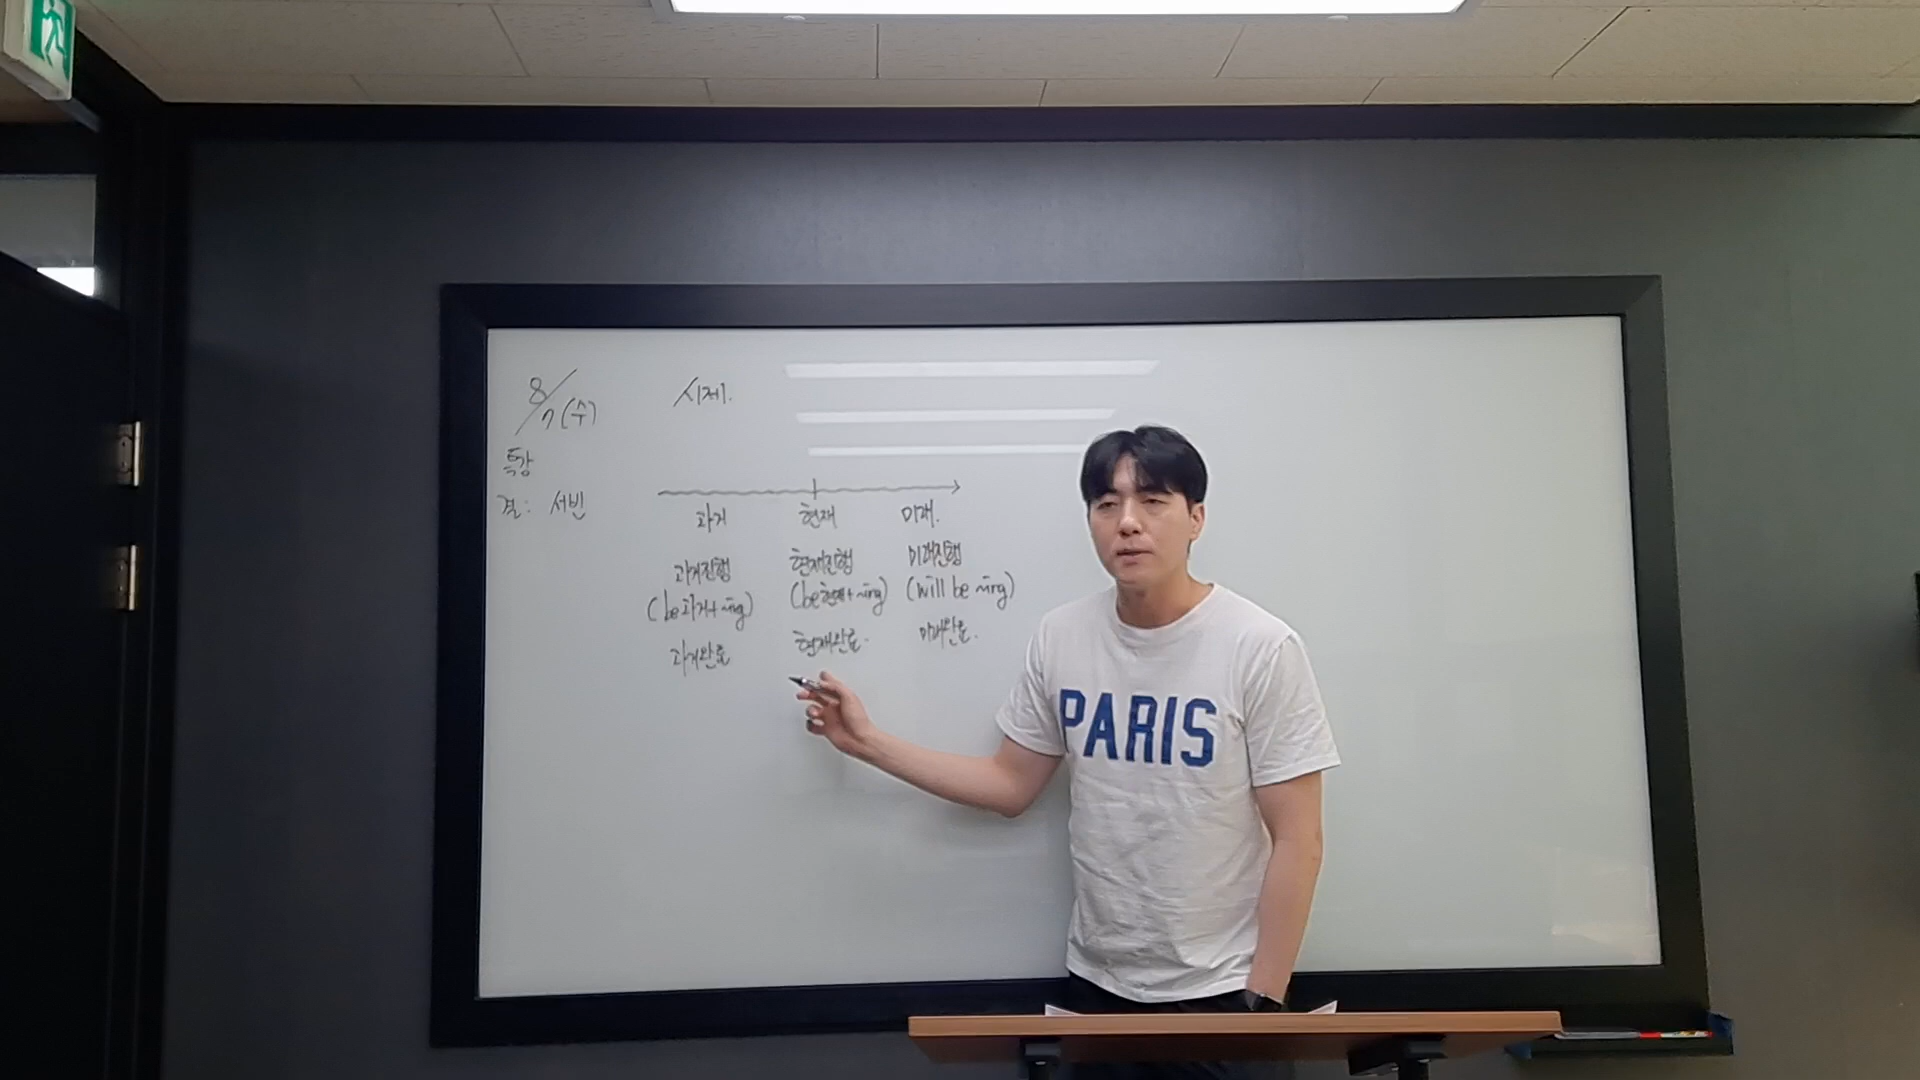 8/7(수)
시제.
특강
결: 서빈
과거 현재 미래.
과거진행 현재진행 미래진행
(be과거+~ing) (be현재+~ing) (will be ~ing)
과거완료 현재완료. 미래완료.
PARIS